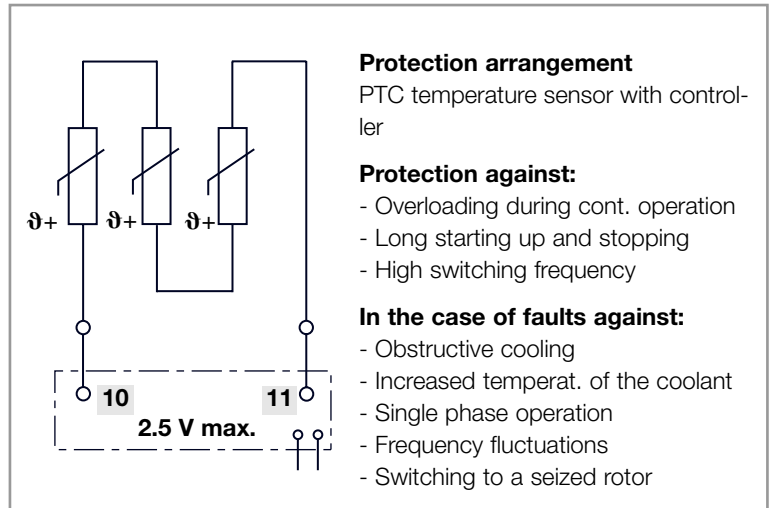 ϑ+ ϑ+ ϑ+
10 11
2.5 V max.
Protection arrangement
PTC temperature sensor with control-
ler
Protection against:
- Overloading during cont. operation
- Long starting up and stopping
- High switching frequency
In the case of faults against:
- Obstructive cooling
- Increased temperat. of the coolant
- Single phase operation
- Frequency fluctuations
- Switching to a seized rotor